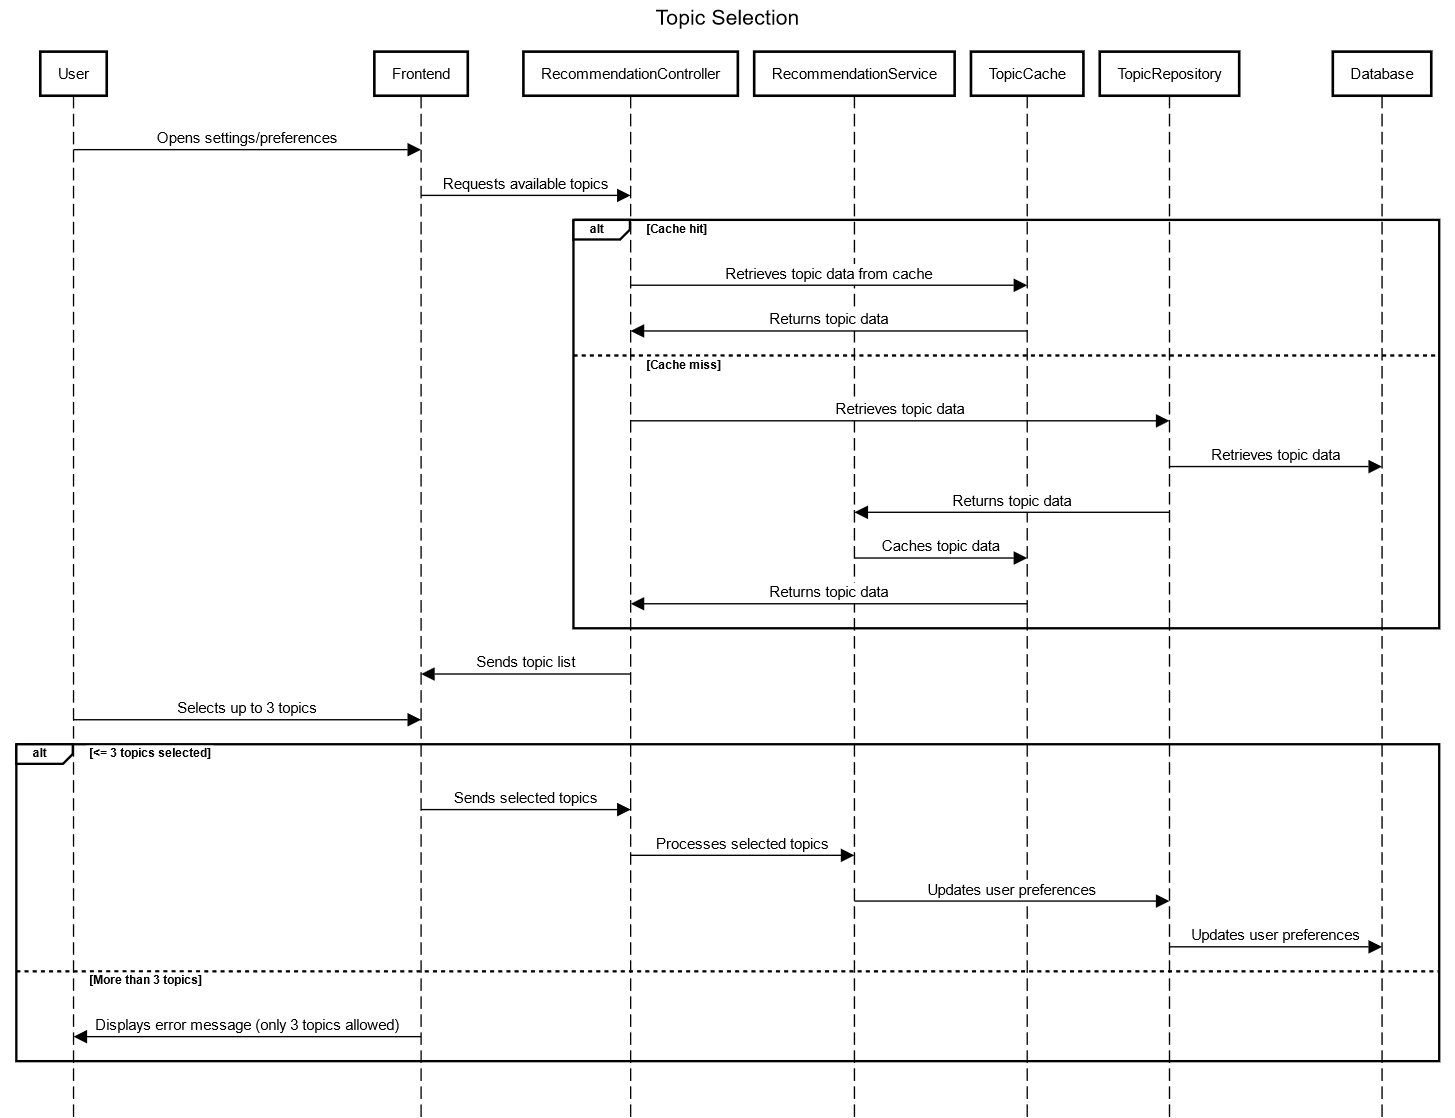 Topic Selection
User
Frontend
RecommendationController
RecommendationService
TopicCache
TopicRepository
Database
Opens settings/preferences
Requests available topics
alt
[Cache hit]
Retrieves topic data from cache
Returns topic data
[Cache miss]
Retrieves topic data
Retrieves topic data
Returns topic data
Caches topic data
Returns topic data
Sends topic list
Selects up to 3 topics
alt
[<= 3 topics selected]
Sends selected topics
Processes selected topics
Updates user preferences
Updates user preferences
[More than 3 topics]
Displays error message (only 3 topics allowed)